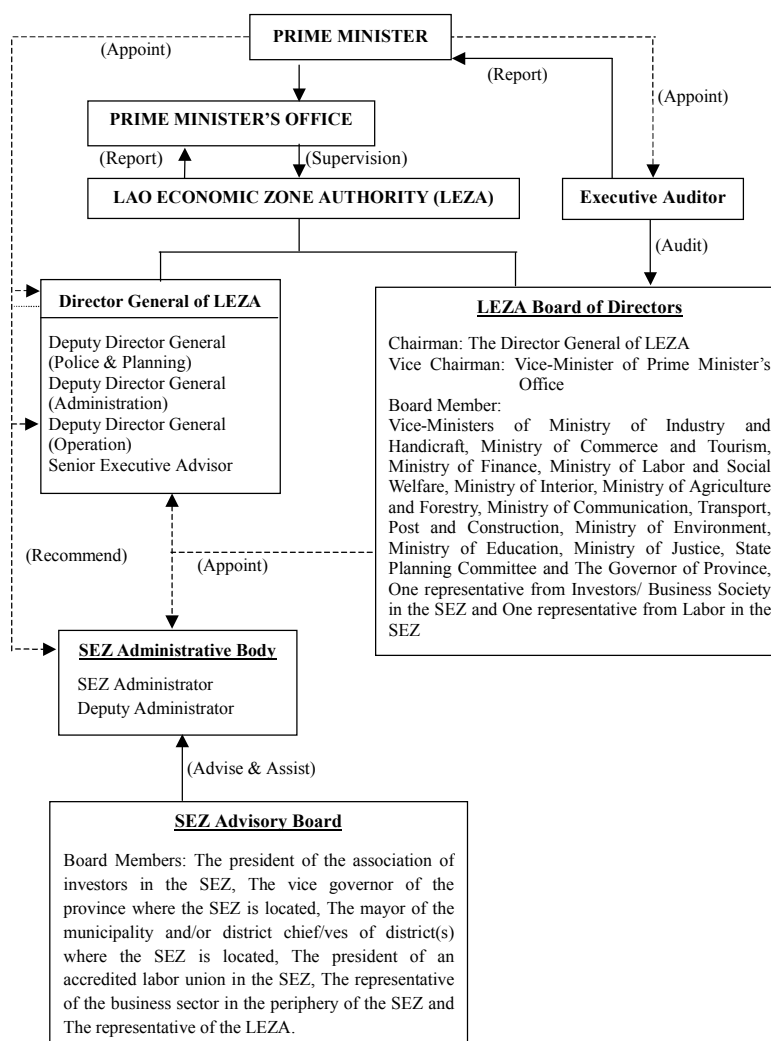 PRIME MINISTER
(Appoint)
(Report)
(Appoint)
PRIME MINISTER'S OFFICE
(Report)
(Supervision)
LAO ECONOMIC ZONE AUTHORITY (LEZA)
Executive Auditor
(Audit)
Director General of LEZA
Deputy Director General
(Police & Planning)
Deputy Director General
(Administration)
Deputy Director General
(Operation)
Senior Executive Advisor
LEZA Board of Directors
Chairman: The Director General of LEZA
Vice Chairman: Vice-Minister of Prime Minister's
Office
Board Member:
Vice-Ministers of Ministry of Industry and
Handicraft, Ministry of Commerce and Tourism,
Ministry of Finance, Ministry of Labor and Social
Welfare, Ministry of Interior, Ministry of Agriculture
and Forestry, Ministry of Communication, Transport,
Post and Construction, Ministry of Environment,
Ministry of Education, Ministry of Justice, State
Planning Committee and The Governor of Province,
One representative from Investors/ Business Society
in the SEZ and One representative from Labor in the
SEZ
(Recommend)
(Appoint)
SEZ Administrative Body
SEZ Administrator
Deputy Administrator
(Advise & Assist)
SEZ Advisory Board
Board Members: The president of the association of
investors in the SEZ, The vice governor of the
province where the SEZ is located, The mayor of the
municipality and/or district chief/ves of district(s)
where the SEZ is located, The president of an
accredited labor union in the SEZ, The representative
of the business sector in the periphery of the SEZ and
The representative of the LEZA.